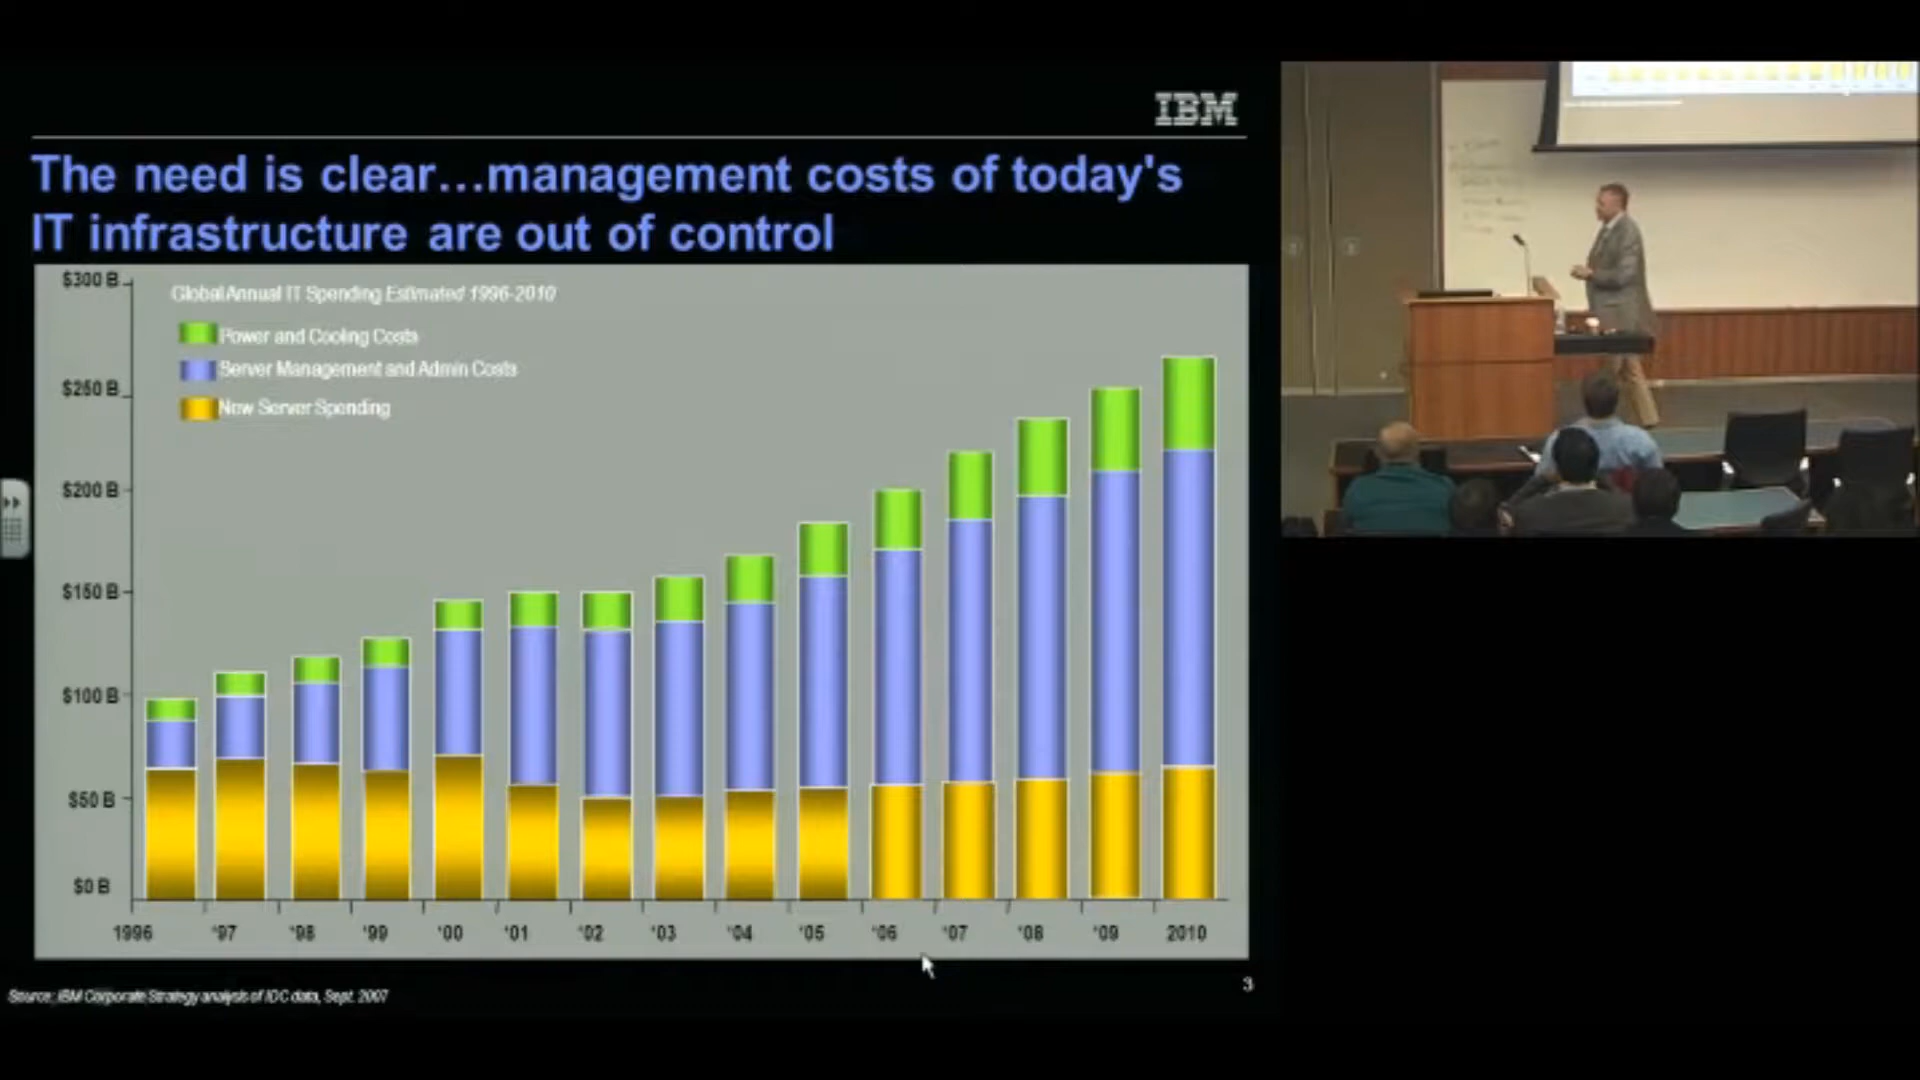 IBM
The need is clear...management costs of today's
IT infrastructure are out of control
Global Annual IT Spending Estimated 1996-2010
Power and Cooling Costs
Server Management and Admin Costs
New Server Spending
$300 B
$250 B
$200 B
$150 B
$100 B
$50 B
$0 B
1996 '97 '98 '99 '00 '01 '02 '03 '04 '05 '06 '07 '08 '09 2010
Source: IBM Corporate Strategy analysis of IDC data, Sept. 2007
3